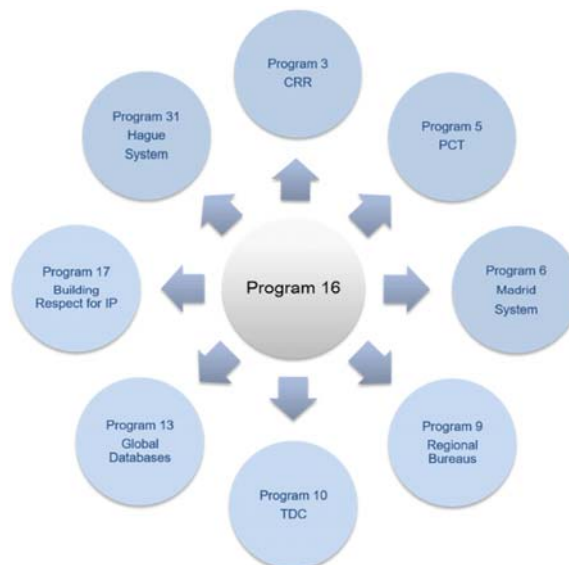 Program 3
CRR
Program 5
PCT
Program 6
Madrid
System
Program 9
Regional
Bureaus
Program 10
TDC
Program 13
Global
Databases
Program 17
Building
Respect for IP
Program 31
Hague
System
Program 16